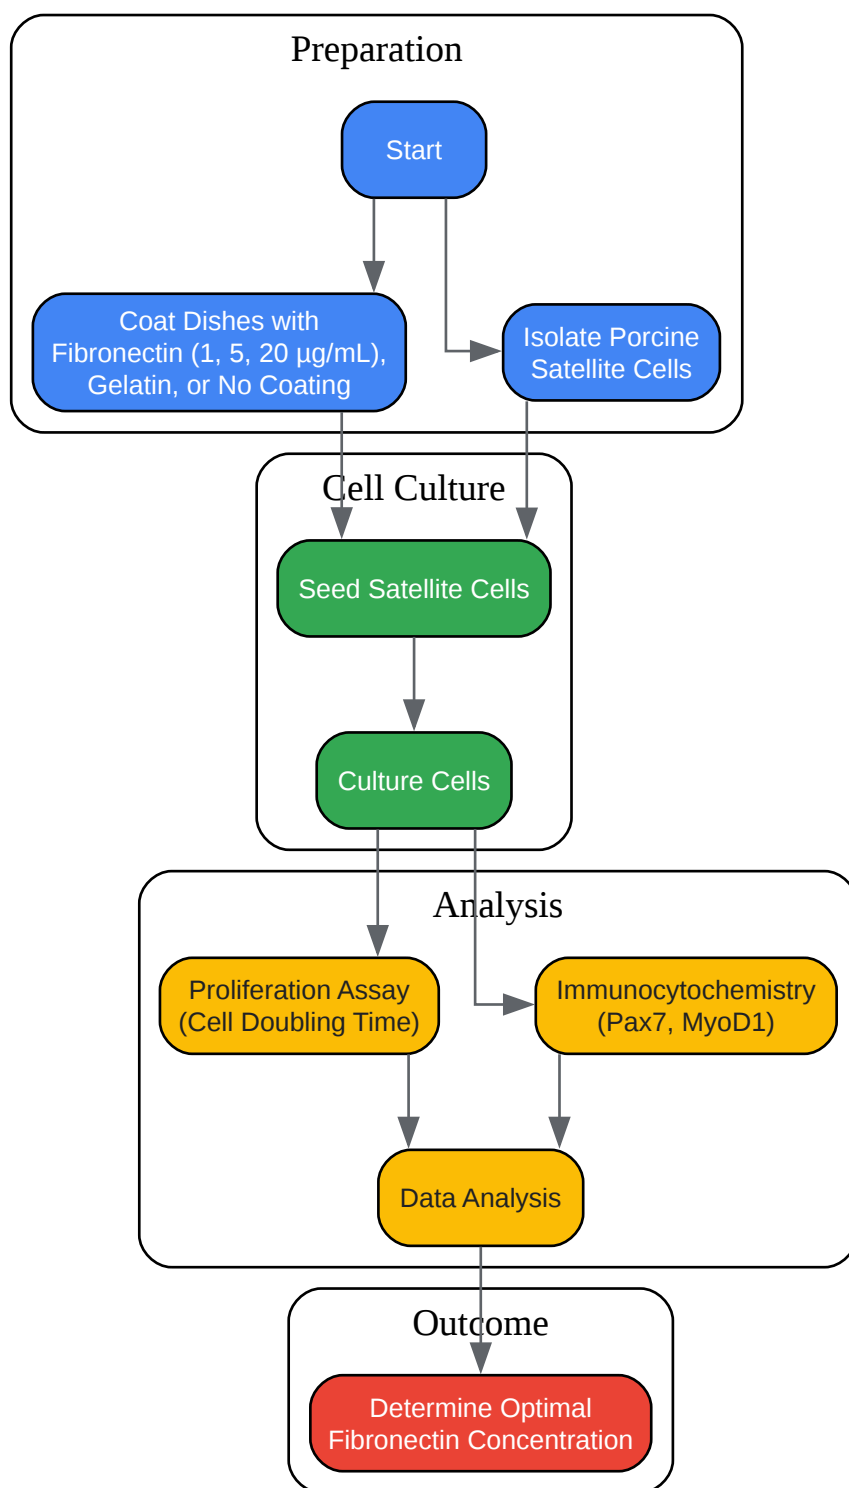 Preparation
Start
Coat Dishes with
Fibronectin (1, 5, 20 µg/mL),
Gelatin, or No Coating
Isolate Porcine
Satellite Cells
Cell Culture
Seed Satellite Cells
Culture Cells
Analysis
Proliferation Assay
(Cell Doubling Time)
Immunocytochemistry
(Pax7, MyoD1)
Data Analysis
Outcome
Determine Optimal
Fibronectin Concentration